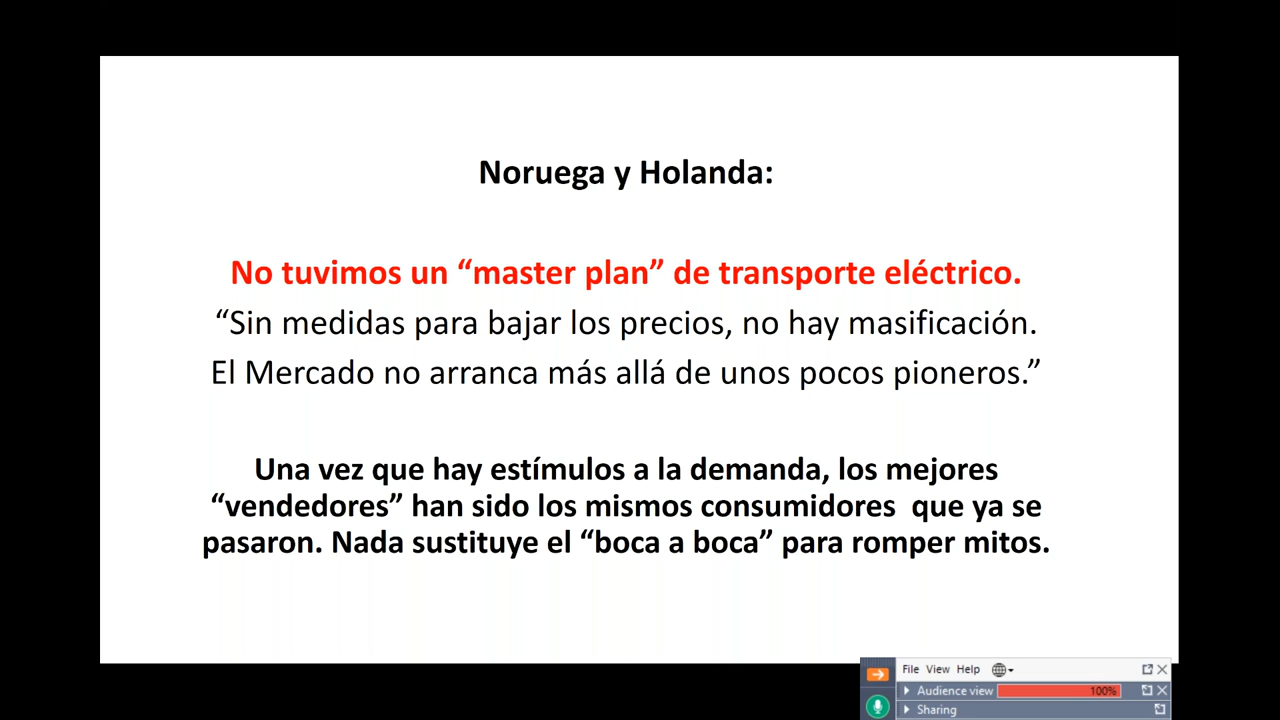 Noruega y Holanda:
No tuvimos un “master plan” de transporte eléctrico.
“Sin medidas para bajar los precios, no hay masificación.
El Mercado no arranca más allá de unos pocos pioneros.”
Una vez que hay estímulos a la demanda, los mejores
“vendedores” han sido los mismos consumidores  que ya se
pasaron. Nada sustituye el “boca a boca” para romper mitos.
File View Help
Audience view 100%
Sharing